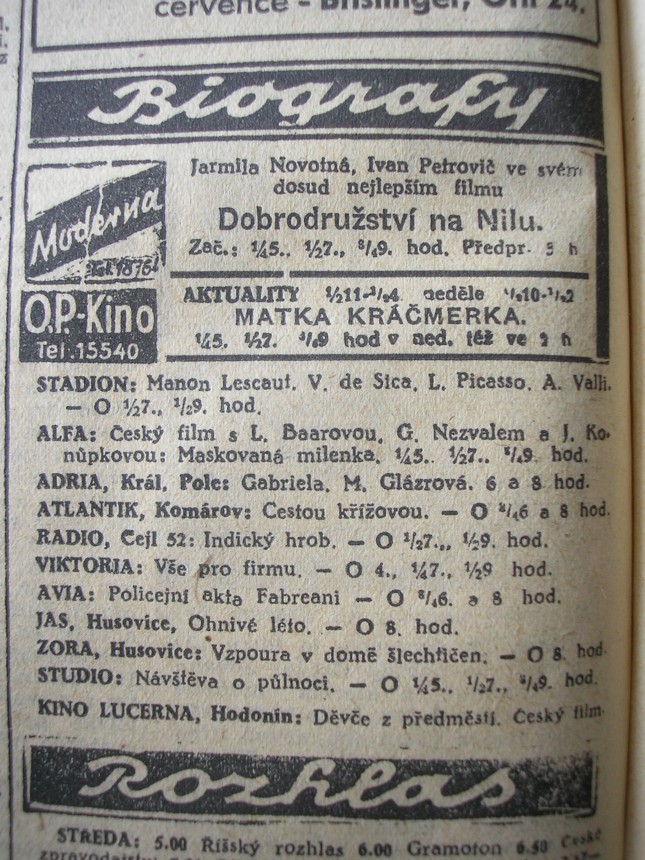 července - Brislinger, Orlí 24.
Biografy
Moderna
Tel. 1876
O.P.-Kino
Tel. 15540
Jarmila Novotná, Ivan Petrovič ve svém
dosud nejlepším filmu
Dobrodružství na Nilu.
Zač.: ¼5., ½7., ¾9. hod. Předpr. 3 h
AKTUALITY ½11-¾4 neděle ½10-½2
MATKA KRÁČMERKA.
¼5. ½7. ¾9 hod v ned. též ve 2 h
STADION: Manon Lescaut. V. de Sica, L. Picasso. A. Valli.
— O ½7., ½9. hod.
ALFA: Český film s L. Baarovou, G. Nezvalem a J. Ko-
nůpkovou: Maskovaná milenka. ¼5. ½7., ¾9 hod.
ADRIA, Král, Pole: Gabriela. M. Glázrová. 6 a 8 hod.
ATLANTIK, Komárov: Cestou křížovou. — O ¾6 a 8 hod.
RADIO, Cejl 52: Indický hrob. — O ½7.,, ½9. hod.
VIKTORIA: Vše pro firmu. — O 4., ¼7., ½9 hod.
AVIA: Policejní akta Fabreani — O ¾6. a 8 hod.
JAS, Husovice, Ohnivé léto. — O 8. hod.
ZORA, Husovice: Vzpoura v domě šlechtičen. — O 8. hod.
STUDIO: Návštěva o půlnoci. — O ¼5., ½7., ¾9. hod.
KINO LUCERNA, Hodonín: Děvče z předměstí. Český film.
Rozhlas
STŘEDA: 5.00 Říšský rozhlas 6.00 Gramofon 6.50 České